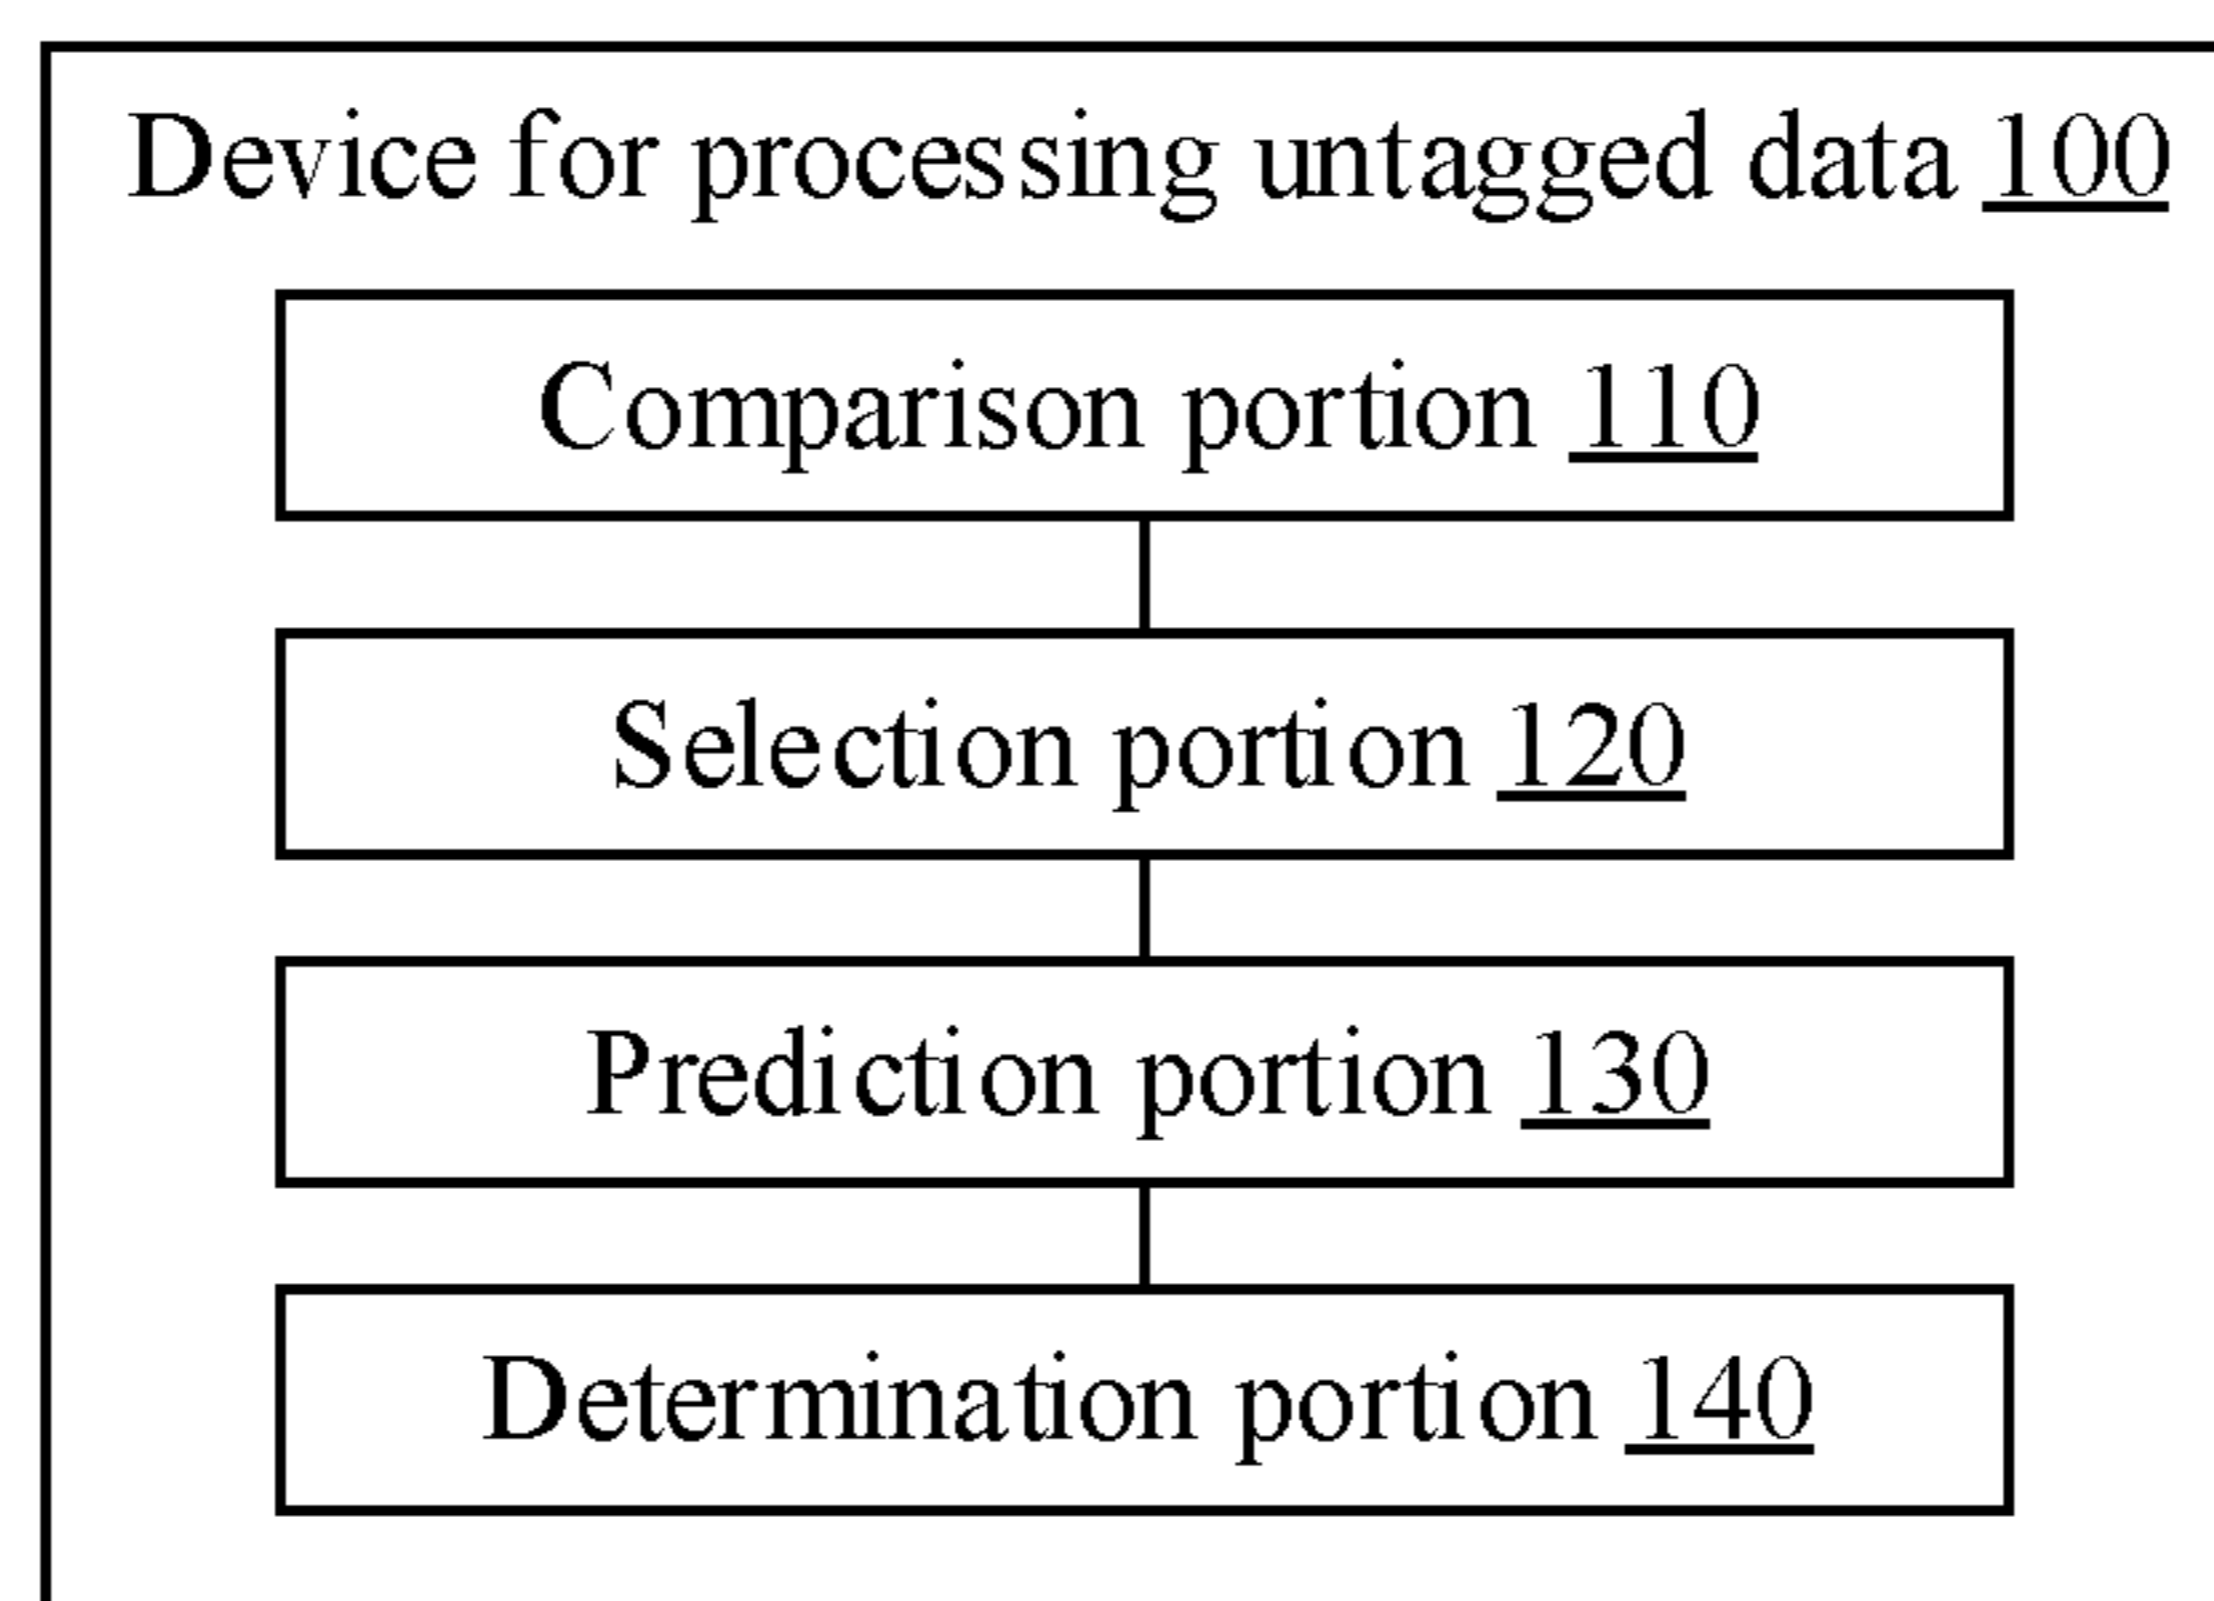 Device for processing untagged data 100
Comparison portion 110
Selection portion 120
Prediction portion 130
Determination portion 140